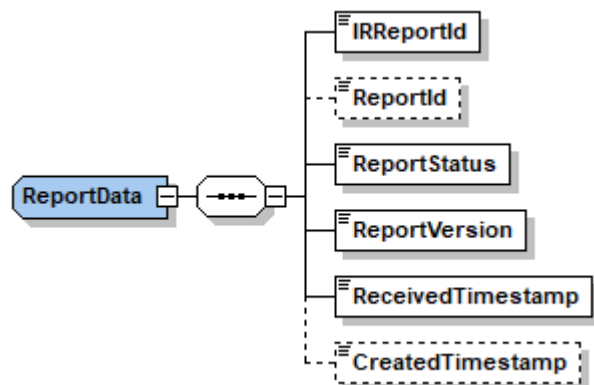 IRReportId
ReportId
ReportStatus
ReportData
ReportVersion
ReceivedTimestamp
CreatedTimestamp